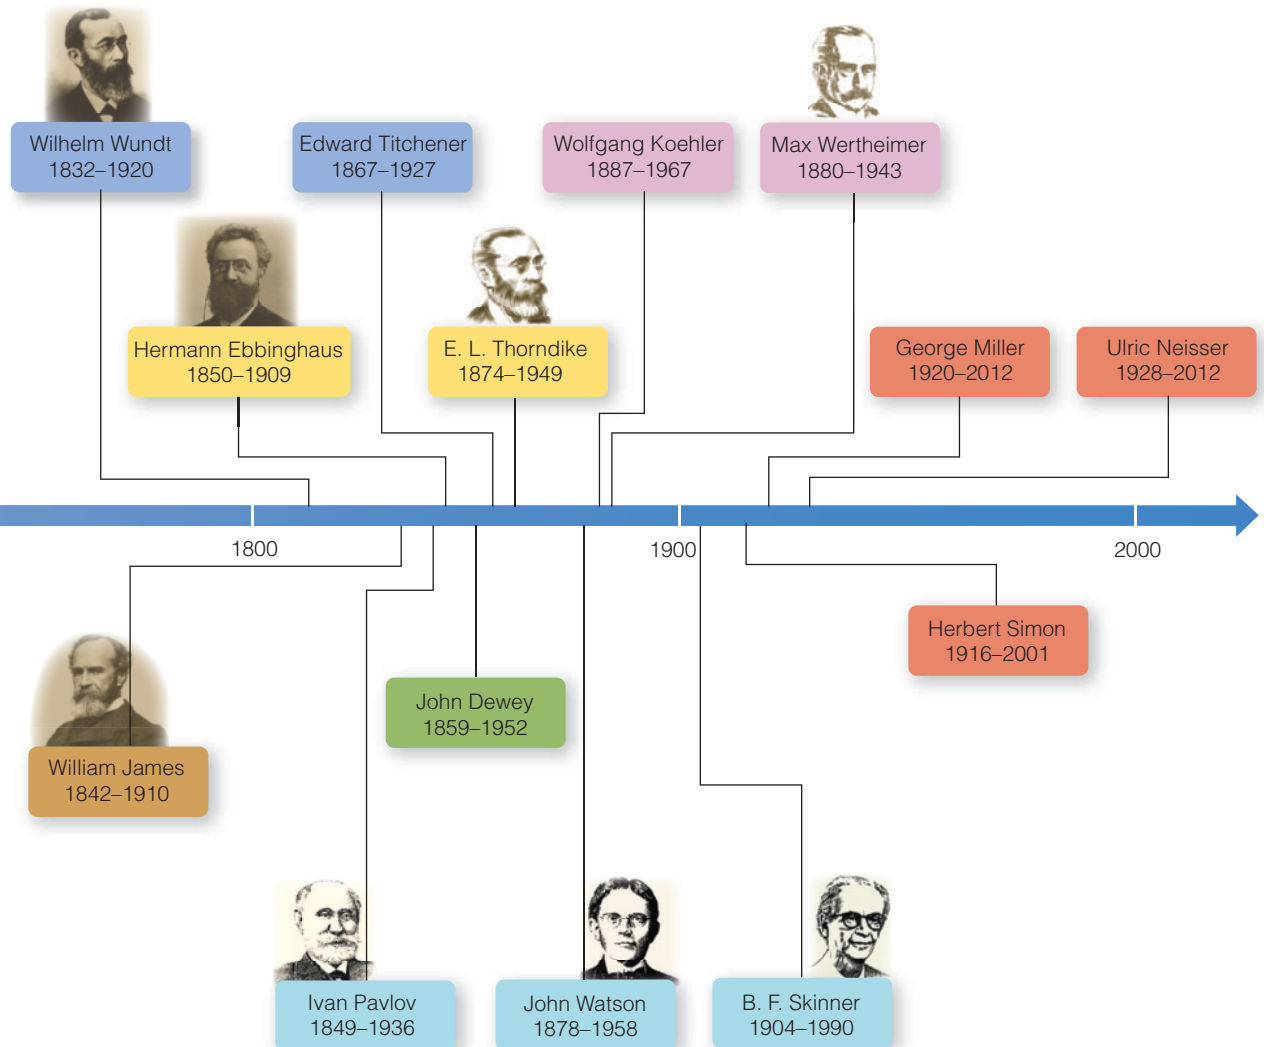 Wilhelm Wundt
1832–1920
Edward Titchener
1867–1927
Wolfgang Koehler
1887–1967
Max Wertheimer
1880–1943
Hermann Ebbinghaus
1850–1909
E. L. Thorndike
1874–1949
George Miller
1920–2012
Ulric Neisser
1928–2012
1800
1900
2000
Herbert Simon
1916–2001
John Dewey
1859–1952
William James
1842–1910
Ivan Pavlov
1849–1936
John Watson
1878–1958
B. F. Skinner
1904–1990